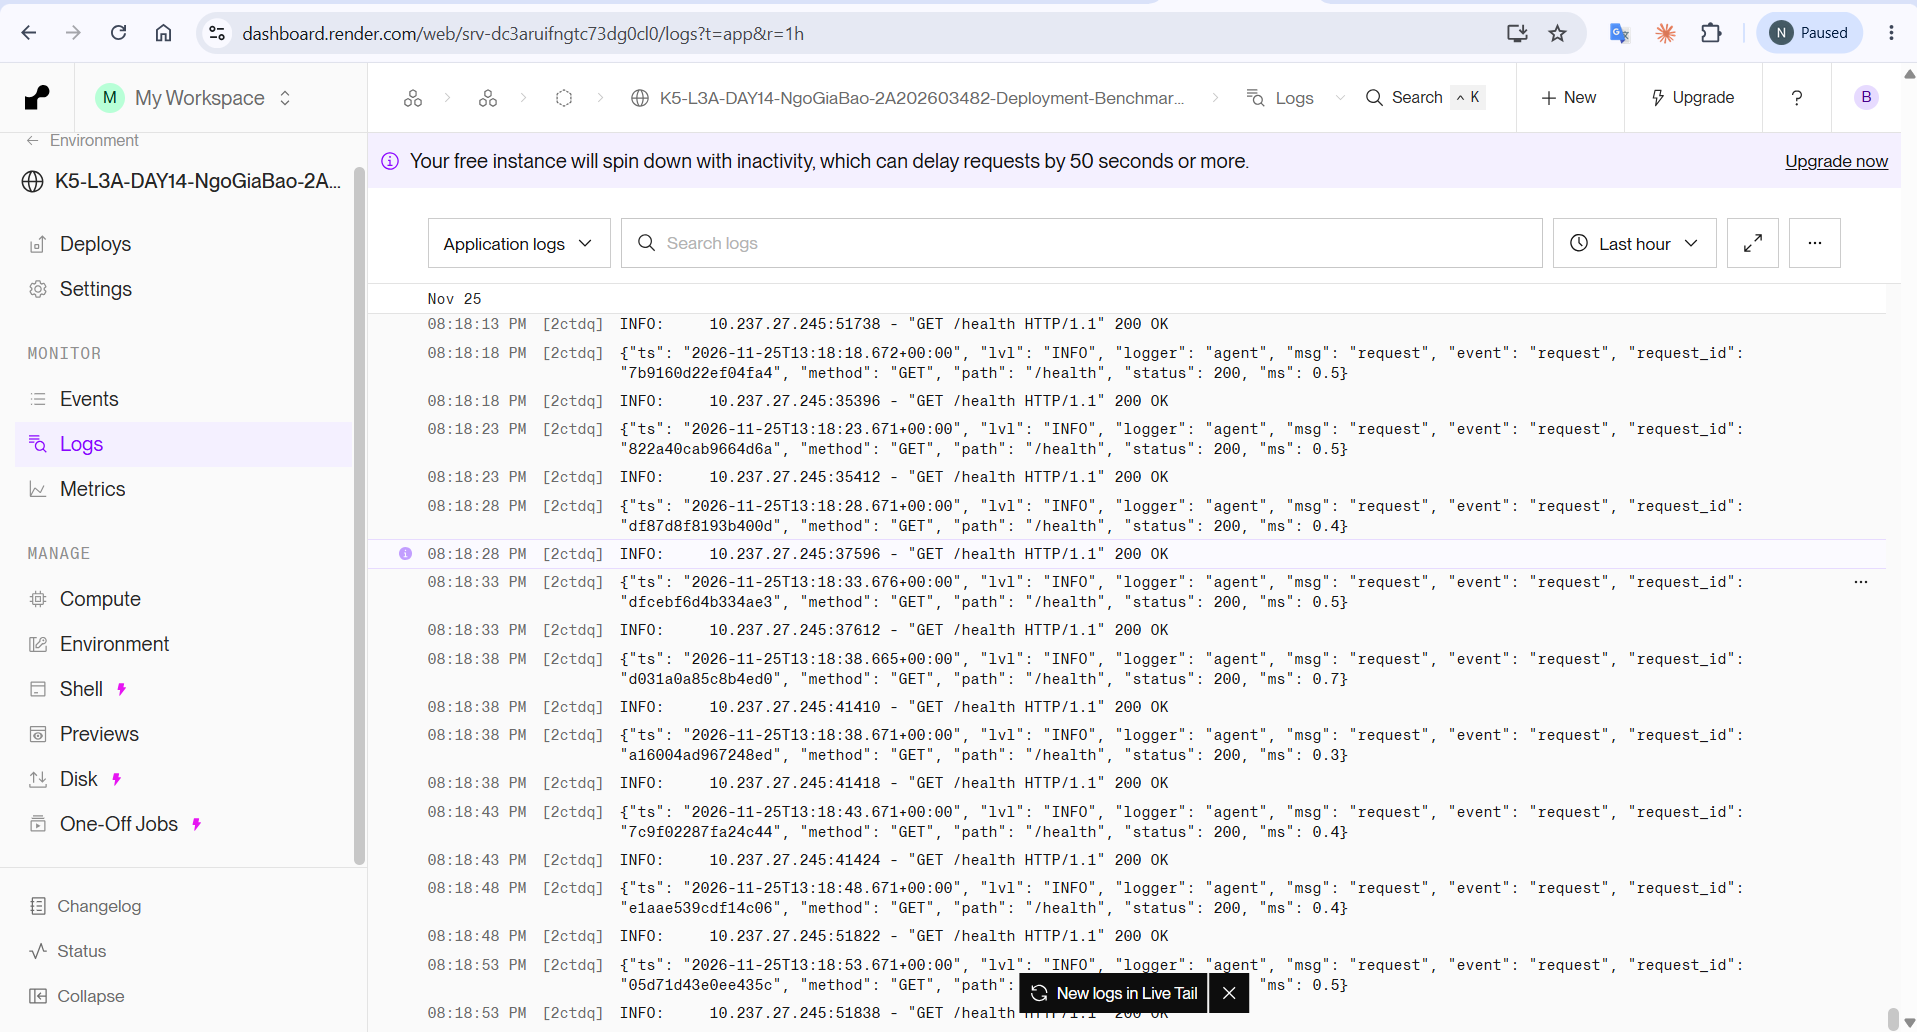 dashboard.render.com/web/srv-dc3aruifngtc73dg0cl0/logs?t=app&r=1h
N Paused
M My Workspace
K5-L3A-DAY14-NgoGiaBao-2A202603482-Deployment-Benchmar...
Logs
Search ^ K
+ New
Upgrade
?
B
Environment
K5-L3A-DAY14-NgoGiaBao-2A...
Deploys
Settings
MONITOR
Events
Logs
Metrics
MANAGE
Compute
Environment
Shell
Previews
Disk
One-Off Jobs
Changelog
Status
Collapse
Your free instance will spin down with inactivity, which can delay requests by 50 seconds or more.
Upgrade now
Application logs
Search logs
Last hour
...
Nov 25
08:18:13 PM [2ctdq] INFO: 10.237.27.245:51738 - "GET /health HTTP/1.1" 200 OK
08:18:18 PM [2ctdq] {"ts": "2026-11-25T13:18:18.672+00:00", "lvl": "INFO", "logger": "agent", "msg": "request", "event": "request", "request_id":
"7b9160d22ef04fa4", "method": "GET", "path": "/health", "status": 200, "ms": 0.5}
08:18:18 PM [2ctdq] INFO: 10.237.27.245:35396 - "GET /health HTTP/1.1" 200 OK
08:18:23 PM [2ctdq] {"ts": "2026-11-25T13:18:23.671+00:00", "lvl": "INFO", "logger": "agent", "msg": "request", "event": "request", "request_id":
"822a40cab9664d6a", "method": "GET", "path": "/health", "status": 200, "ms": 0.5}
08:18:23 PM [2ctdq] INFO: 10.237.27.245:35412 - "GET /health HTTP/1.1" 200 OK
08:18:28 PM [2ctdq] {"ts": "2026-11-25T13:18:28.671+00:00", "lvl": "INFO", "logger": "agent", "msg": "request", "event": "request", "request_id":
"df87d8f8193b400d", "method": "GET", "path": "/health", "status": 200, "ms": 0.4}
08:18:28 PM [2ctdq] INFO: 10.237.27.245:37596 - "GET /health HTTP/1.1" 200 OK
08:18:33 PM [2ctdq] {"ts": "2026-11-25T13:18:33.676+00:00", "lvl": "INFO", "logger": "agent", "msg": "request", "event": "request", "request_id":
"dfcebf6d4b334ae3", "method": "GET", "path": "/health", "status": 200, "ms": 0.5}
08:18:33 PM [2ctdq] INFO: 10.237.27.245:37612 - "GET /health HTTP/1.1" 200 OK
08:18:38 PM [2ctdq] {"ts": "2026-11-25T13:18:38.665+00:00", "lvl": "INFO", "logger": "agent", "msg": "request", "event": "request", "request_id":
"d031a0a85c8b4ed0", "method": "GET", "path": "/health", "status": 200, "ms": 0.7}
08:18:38 PM [2ctdq] INFO: 10.237.27.245:41410 - "GET /health HTTP/1.1" 200 OK
08:18:38 PM [2ctdq] {"ts": "2026-11-25T13:18:38.671+00:00", "lvl": "INFO", "logger": "agent", "msg": "request", "event": "request", "request_id":
"a16004ad967248ed", "method": "GET", "path": "/health", "status": 200, "ms": 0.3}
08:18:38 PM [2ctdq] INFO: 10.237.27.245:41418 - "GET /health HTTP/1.1" 200 OK
08:18:43 PM [2ctdq] {"ts": "2026-11-25T13:18:43.671+00:00", "lvl": "INFO", "logger": "agent", "msg": "request", "event": "request", "request_id":
"7c9f02287fa24c44", "method": "GET", "path": "/health", "status": 200, "ms": 0.4}
08:18:43 PM [2ctdq] INFO: 10.237.27.245:41424 - "GET /health HTTP/1.1" 200 OK
08:18:48 PM [2ctdq] {"ts": "2026-11-25T13:18:48.671+00:00", "lvl": "INFO", "logger": "agent", "msg": "request", "event": "request", "request_id":
"e1aae539cdf14c06", "method": "GET", "path": "/health", "status": 200, "ms": 0.4}
08:18:48 PM [2ctdq] INFO: 10.237.27.245:51822 - "GET /health HTTP/1.1" 200 OK
08:18:53 PM [2ctdq] {"ts": "2026-11-25T13:18:53.671+00:00", "lvl": "INFO", "logger": "agent", "msg": "request", "event": "request", "request_id":
"05d71d43e0ee435c", "method": "GET", "path": "ms": 0.5}
New logs in Live Tail
08:18:53 PM [2ctdq] INFO: 10.237.27.245:51838 - "GET /health HTTP/1.1" 200 OK